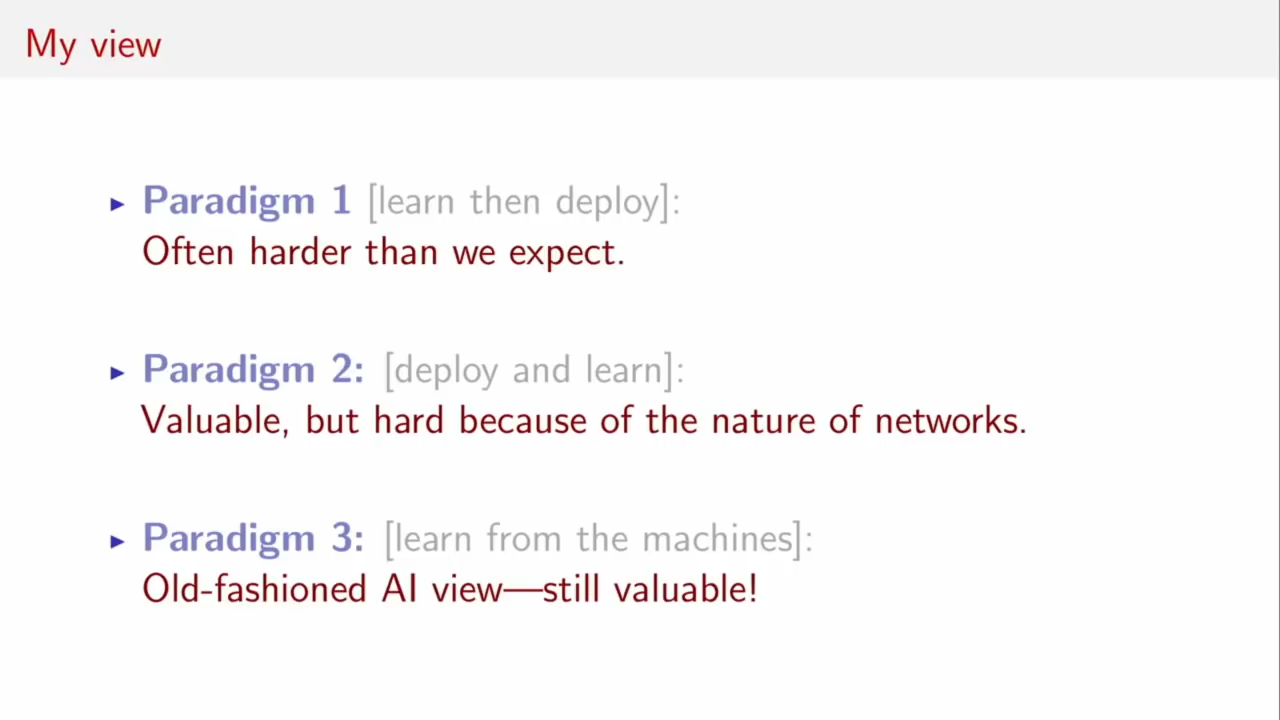 My view
▶ Paradigm 1 [learn then deploy]:
Often harder than we expect.
▶ Paradigm 2: [deploy and learn]:
Valuable, but hard because of the nature of networks.
▶ Paradigm 3: [learn from the machines]:
Old-fashioned AI view—still valuable!